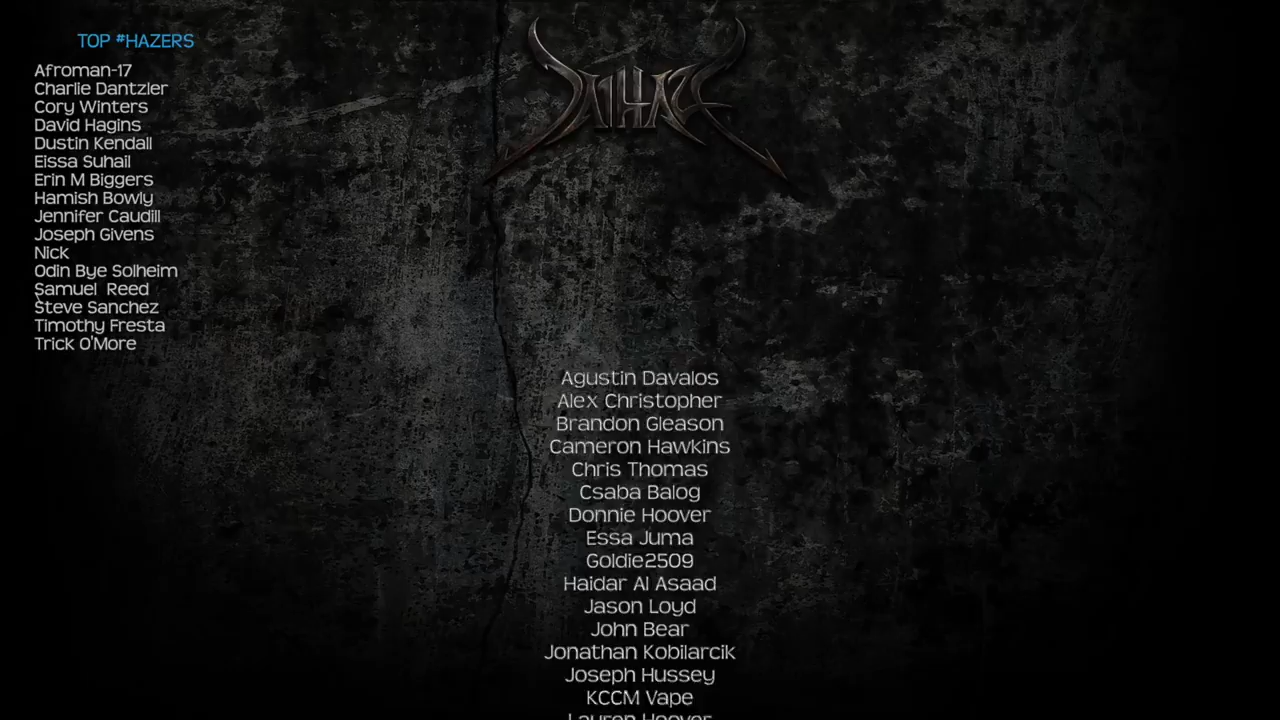 TOP #HAZERS
Afroman-17
Charlie Dantzler
Cory Winters
David Hagins
Dustin Kendall
Eissa Suhail
Erin M Biggers
Hamish Bowly
Jennifer Caudill
Joseph Givens
Nick
Odin Bye Solheim
Samuel Reed
Steve Sanchez
Timothy Fresta
Trick O'More
Agustin Davalos
Alex Christopher
Brandon Gleason
Cameron Hawkins
Chris Thomas
Csaba Balog
Donnie Hoover
Essa Juma
Goldie2509
Haidar Al Asaad
Jason Loyd
John Bear
Jonathan Kobilarcik
Joseph Hussey
KCCM Vape
Lauren Hoover